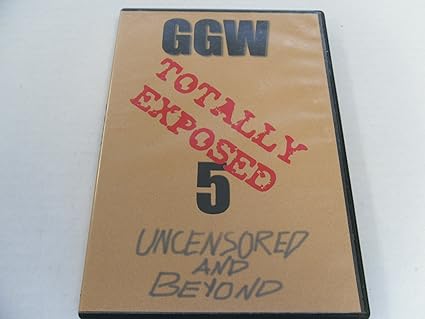 GGW
TOTALLY
EXPOSED
5
UNCENSORED
AND
BEYOND